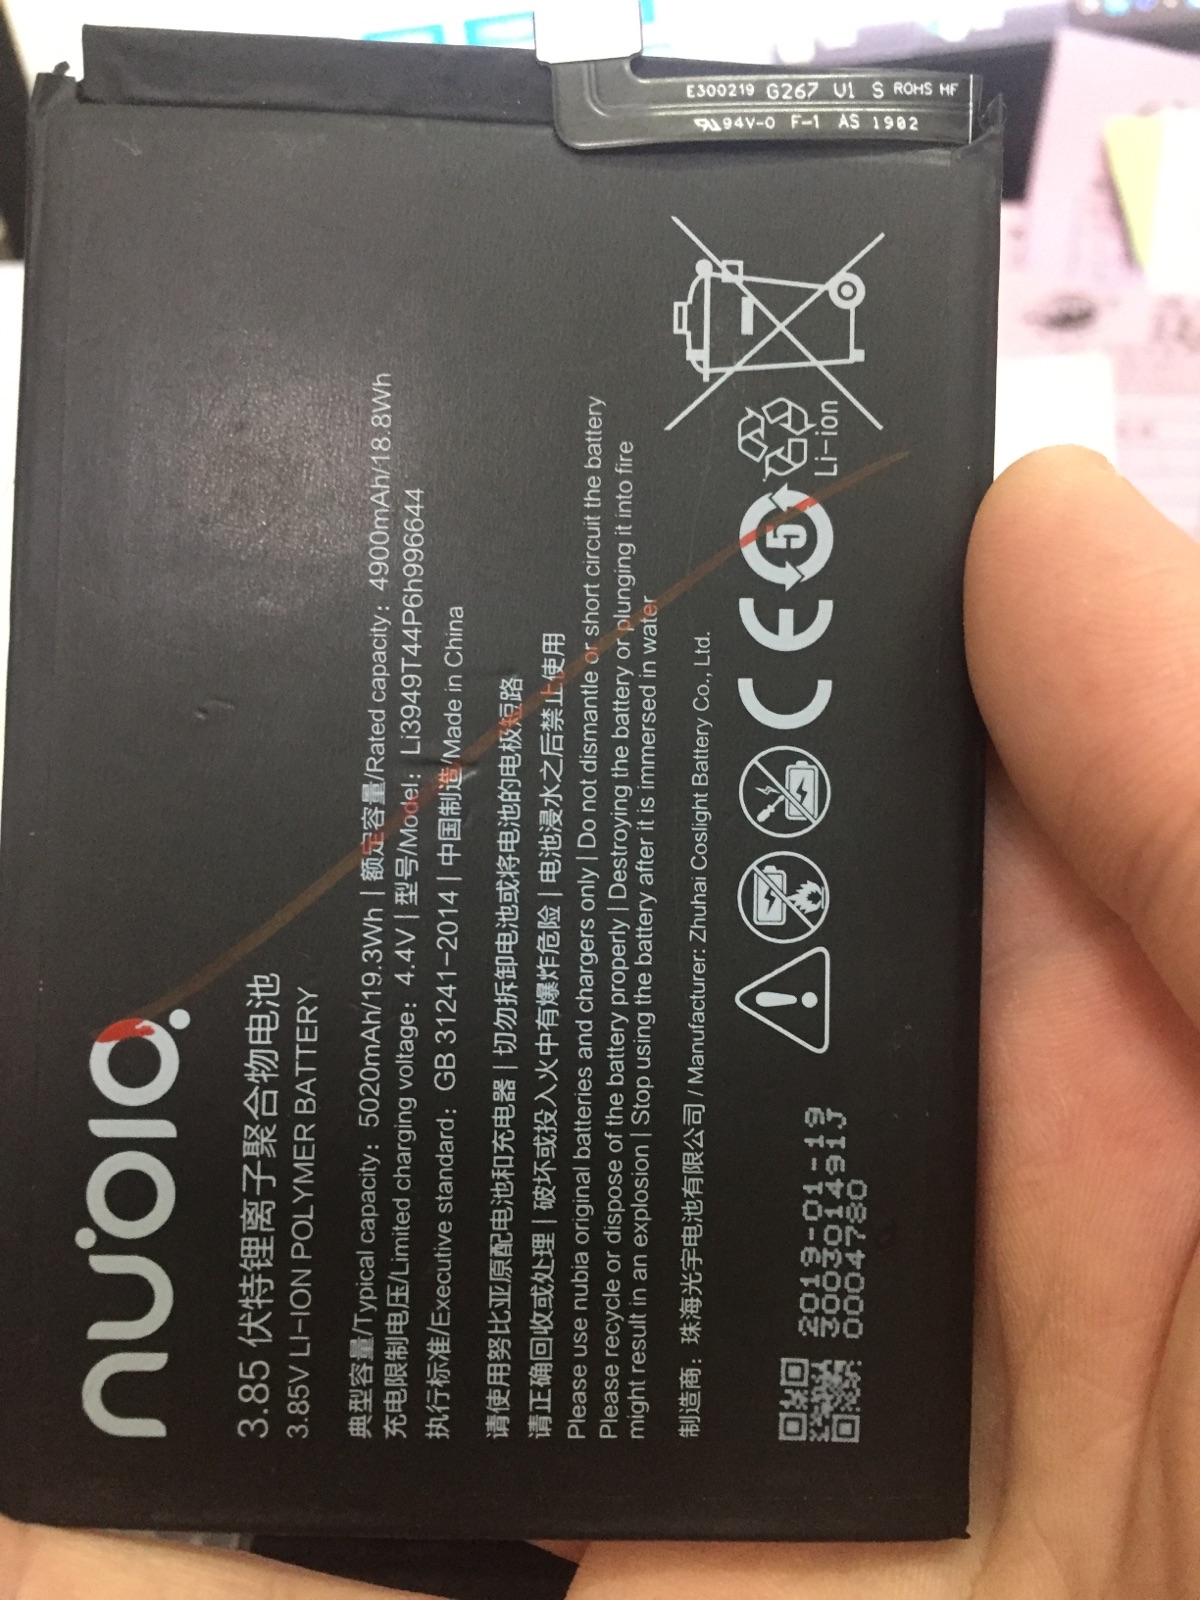 E300219 G267 V1 S ROHS HF
94V-0 F-1 AS 1902
nubia.
3.85 伏特锂离子聚合物电池
3.85V LI-ION POLYMER BATTERY
典型容量/Typical capacity: 5020mAh/19.3Wh | 额定容量/Rated capacity: 4900mAh/18.8Wh
充电限制电压/Limited charging voltage: 4.4V | 型号/Model: Li3949T44P6h996644
执行标准/Executive standard: GB 31241-2014 | 中国制造/Made in China
请使用努比亚原配电池和充电器 | 切勿拆卸电池或将电池的电极短路
请正确回收或处理 | 破坏或投入火中有爆炸危险 | 电池浸水之后禁止使用
Please use nubia original batteries and chargers only | Do not dismantle or short circuit the battery
Please recycle or dispose of the battery properly | Destroying the battery or plunging it into fire
might result in an explosion | Stop using the battery after it is immersed in water
制造商: 珠海光宇电池有限公司 / Manufacturer: Zhuhai Coslight Battery Co., Ltd.
CE
5
Li-ion
2019-01-19
300301491J
0004780